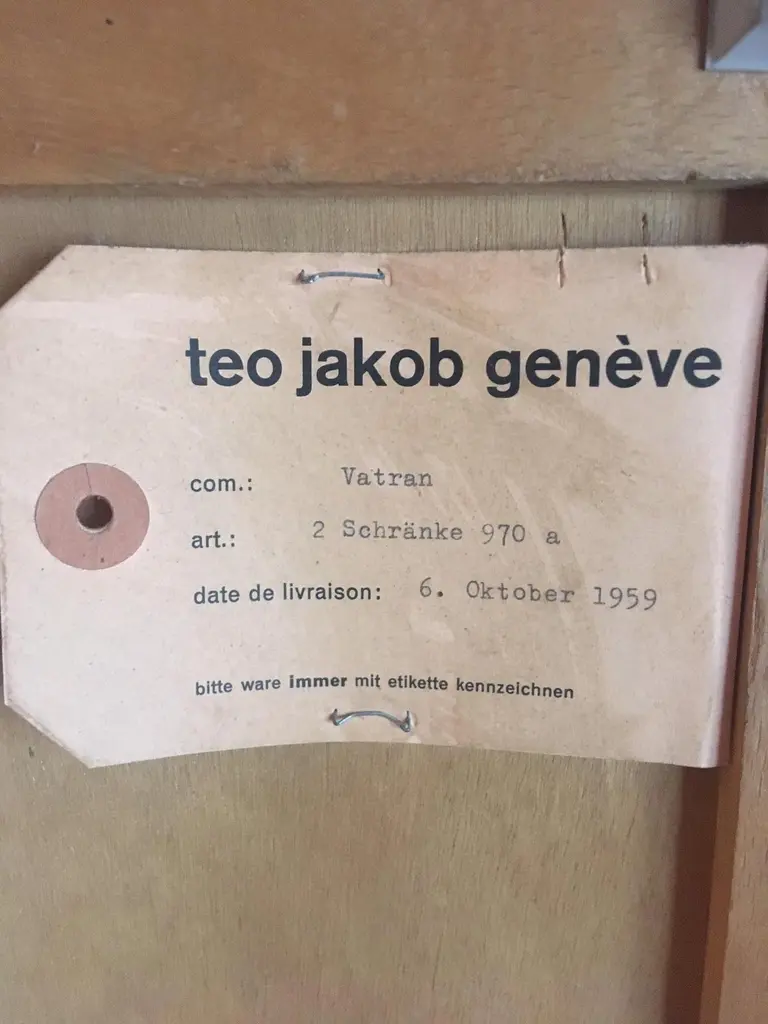 teo jakob genève
com.: Vatran
art.: 2 Schränke 970 a
date de livraison: 6. Oktober 1959
bitte ware immer mit etikette kennzeichnen